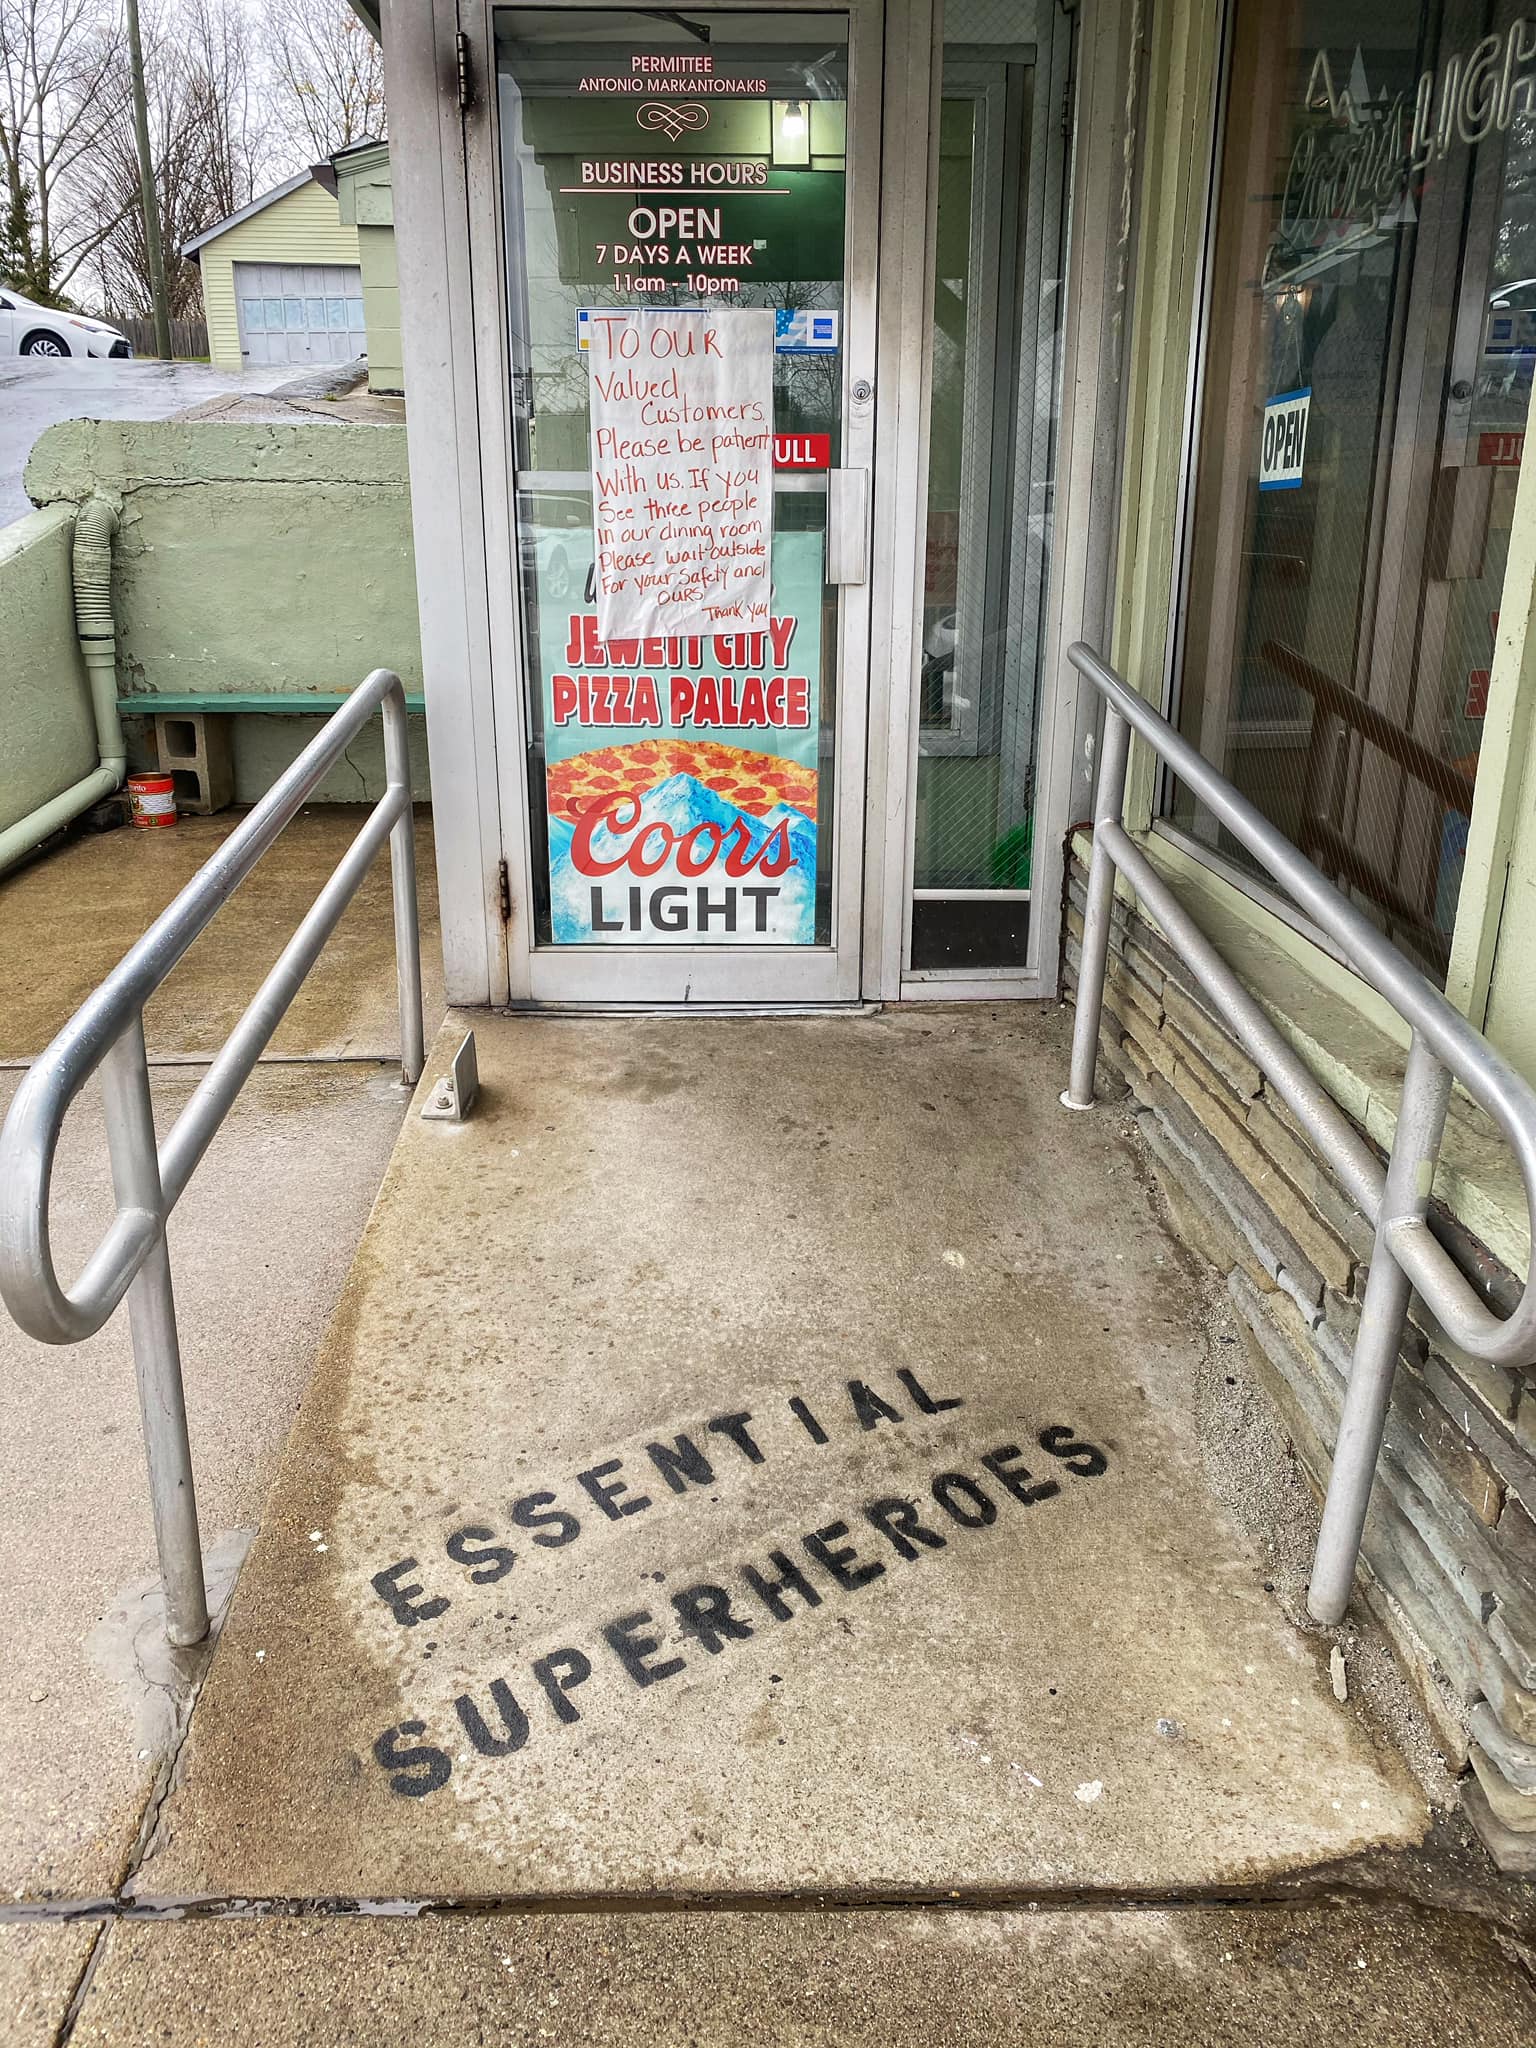 PERMITTEE
ANTONIO MARKANTONAKIS
BUSINESS HOURS
OPEN
7 DAYS A WEEK
11am - 10pm
To OUR
Valued
Customers
Please be patient
With us. If you
See three people
in our dining room
Please wait outside
For your safety and
OURS
Thank you
ULL
JEWETT CITY
PIZZA PALACE
Coors
LIGHT
OPEN
ESSENTIAL
SUPERHEROES